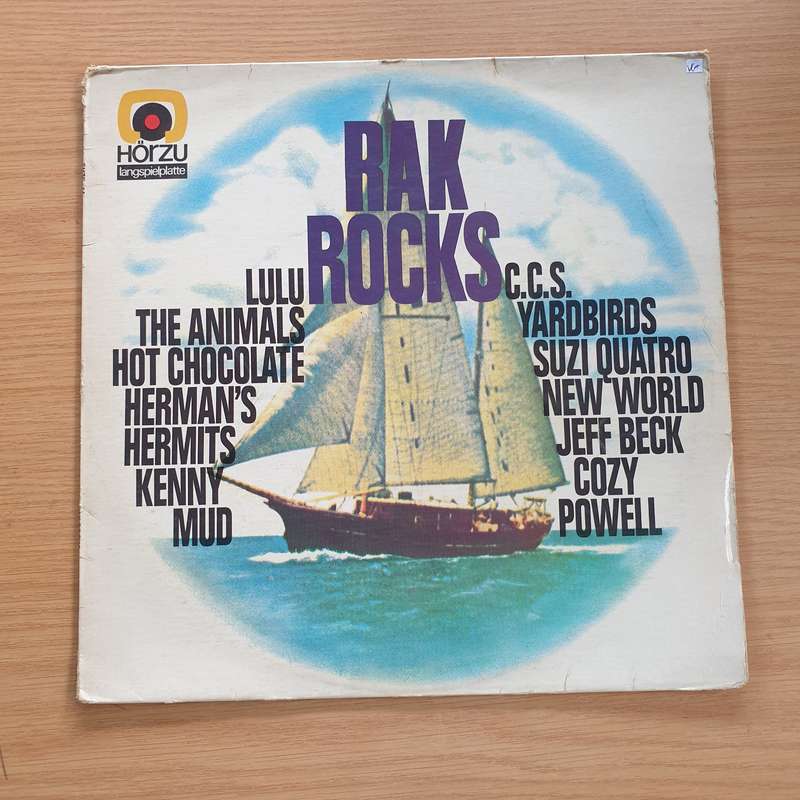 HÖRZU
langspielplatte
RAK
ROCKS
LULU
THE ANIMALS
HOT CHOCOLATE
HERMAN'S
HERMITS
KENNY
MUD
C.C.S.
YARDBIRDS
SUZI QUATRO
NEW WORLD
JEFF BECK
COZY
POWELL